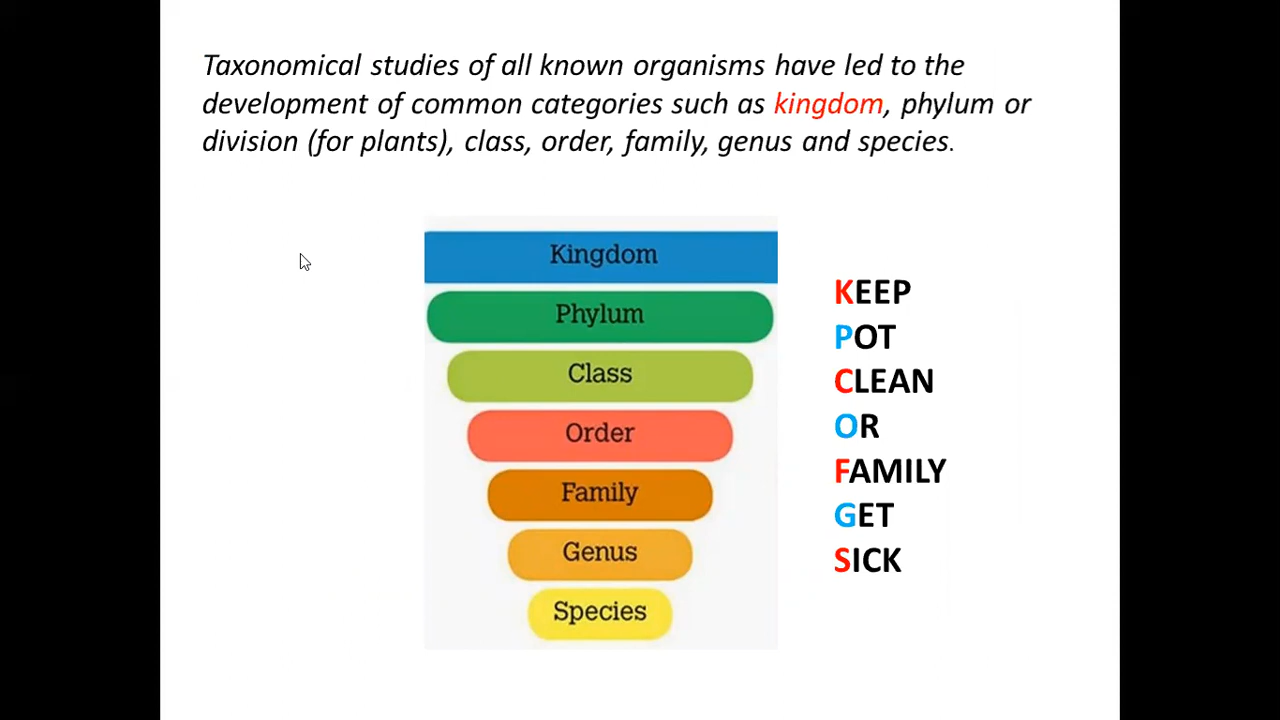 Taxonomical studies of all known organisms have led to the
development of common categories such as kingdom, phylum or
division (for plants), class, order, family, genus and species.
Kingdom
Phylum
Class
Order
Family
Genus
Species
KEEP
POT
CLEAN
OR
FAMILY
GET
SICK